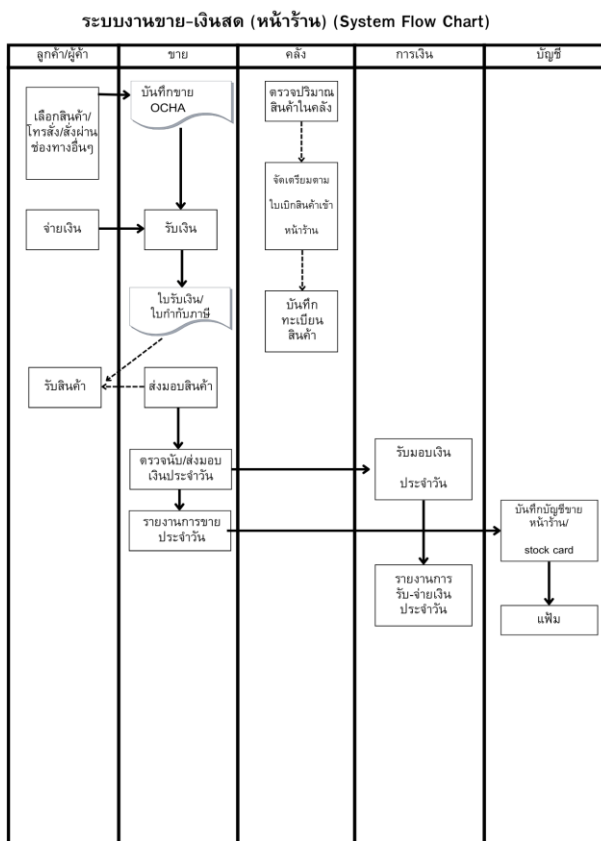 ระบบงานขาย-เงินสด (หน้าร้าน) (System Flow Chart)
ลูกค้า/ผู้ค้า
ขาย
คลัง
การเงิน
บัญชี
เลือกสินค้า/
โทรสั่ง/สั่งผ่าน
ช่องทางอื่นๆ
บันทึกขาย
OCHA
ตรวจปริมาณ
สินค้าในคลัง
จัดเตรียมตาม
ใบเบิกสินค้าเข้า
หน้าร้าน
จ่ายเงิน
รับเงิน
ใบรับเงิน/
ใบกำกับภาษี
บันทึก
ทะเบียน
สินค้า
รับสินค้า
ส่งมอบสินค้า
ตรวจนับ/ส่งมอบ
เงินประจำวัน
รับมอบเงิน
ประจำวัน
รายงานการขาย
ประจำวัน
บันทึกบัญชีขาย
หน้าร้าน/
stock card
รายงานการ
รับ-จ่ายเงิน
ประจำวัน
แฟ้ม